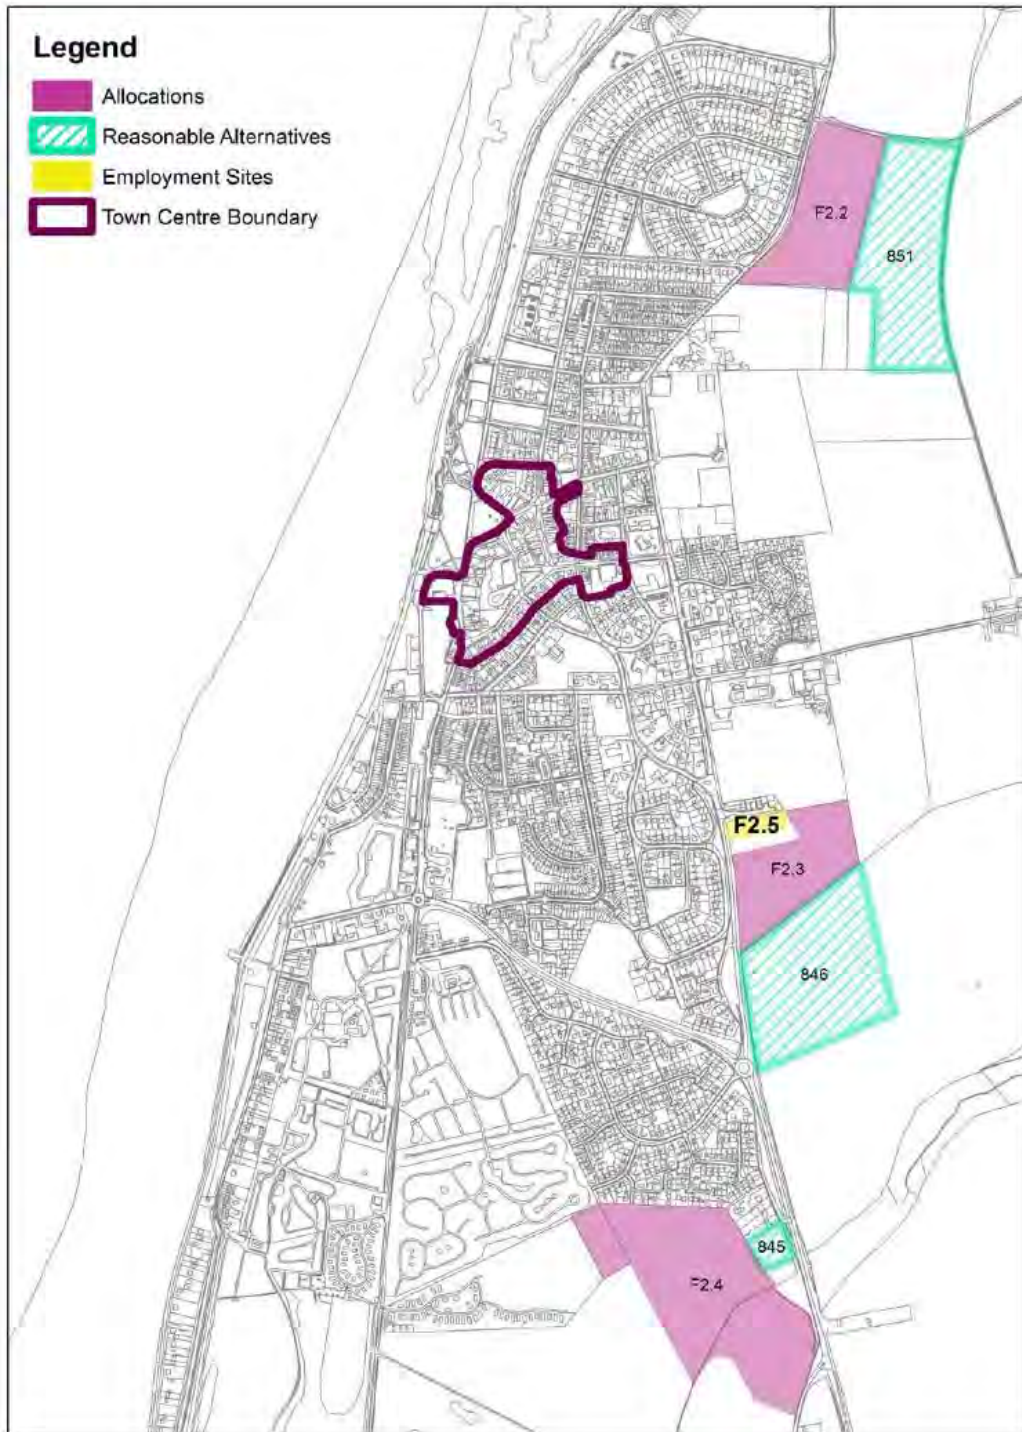 Legend
Allocations
Reasonable Alternatives
Employment Sites
Town Centre Boundary
F2.2
851
F2.5
F2.3
846
845
F2.4